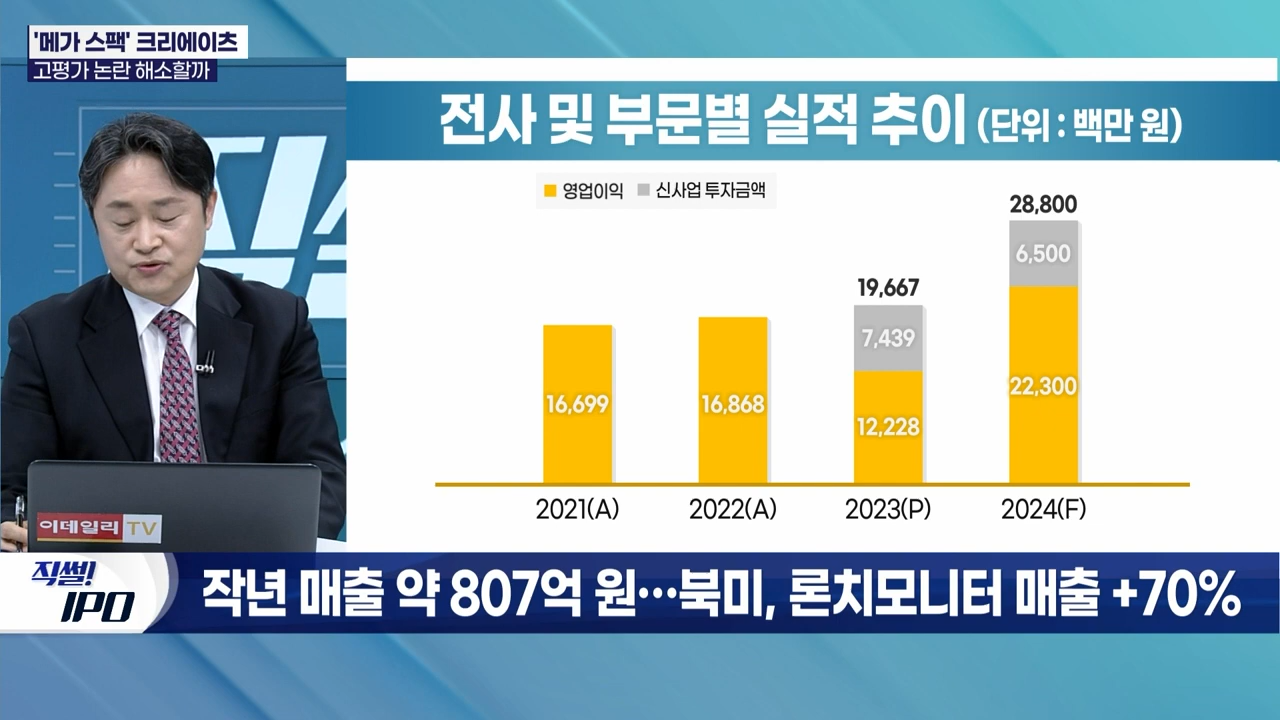 '메가 스팩' 크리에이츠
고평가 논란 해소할까
전사 및 부문별 실적 추이 (단위 : 백만 원)
영업이익 신사업 투자금액
28,800
6,500
19,667
7,439
16,699
16,868
22,300
12,228
2021(A) 2022(A) 2023(P) 2024(F)
이데일리 TV
직썰!
IPO
작년 매출 약 807억 원…북미, 론치모니터 매출 +70%